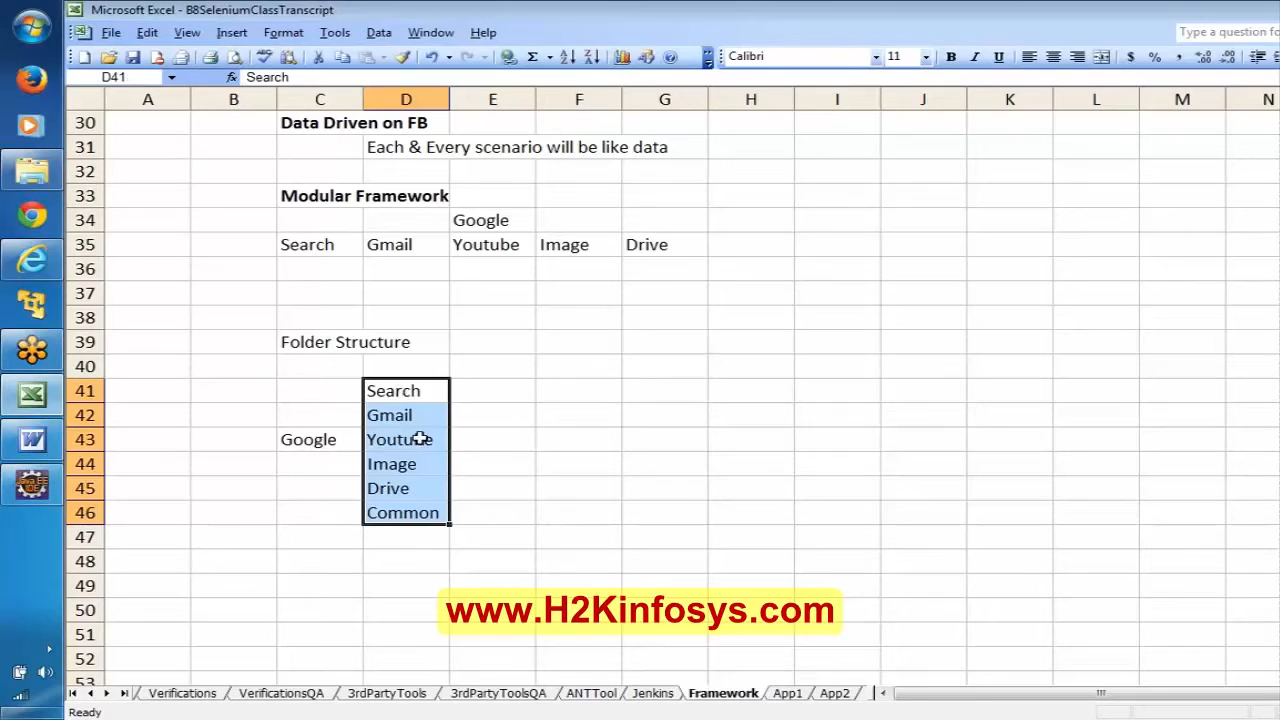 Microsoft Excel - B8SeleniumClassTranscript
File Edit View Insert Format Tools Data Window Help
Type a question fo
Calibri 11 B I U $ %
D41 fx Search
A B C D E F G H I J K L M N
30 Data Driven on FB
31 Each & Every scenario will be like data
32
33 Modular Framework
34 Google
35 Search Gmail Youtube Image Drive
36
37
38
39 Folder Structure
40
41 Search
42 Gmail
43 Google Youtube
44 Image
45 Drive
46 Common
47
48
49
50
www.H2Kinfosys.com
51
52
53
Verifications VerificationsQA 3rdPartyTools 3rdPartyToolsQA ANTTool Jenkins Framework App1 App2
Ready